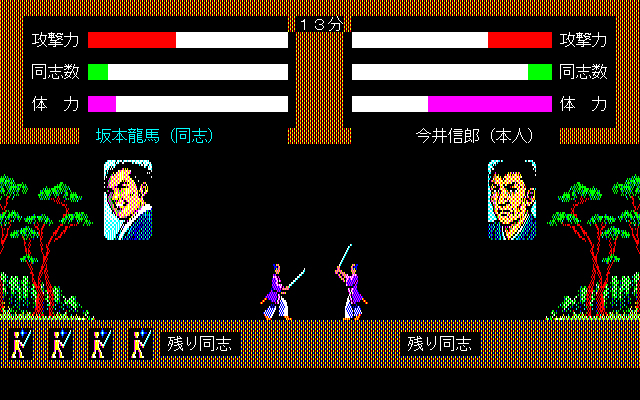 13分
攻撃力 攻撃力
同志数 同志数
体 力 体 力
坂本龍馬（同志） 今井信郎（本人）
残り同志 残り同志